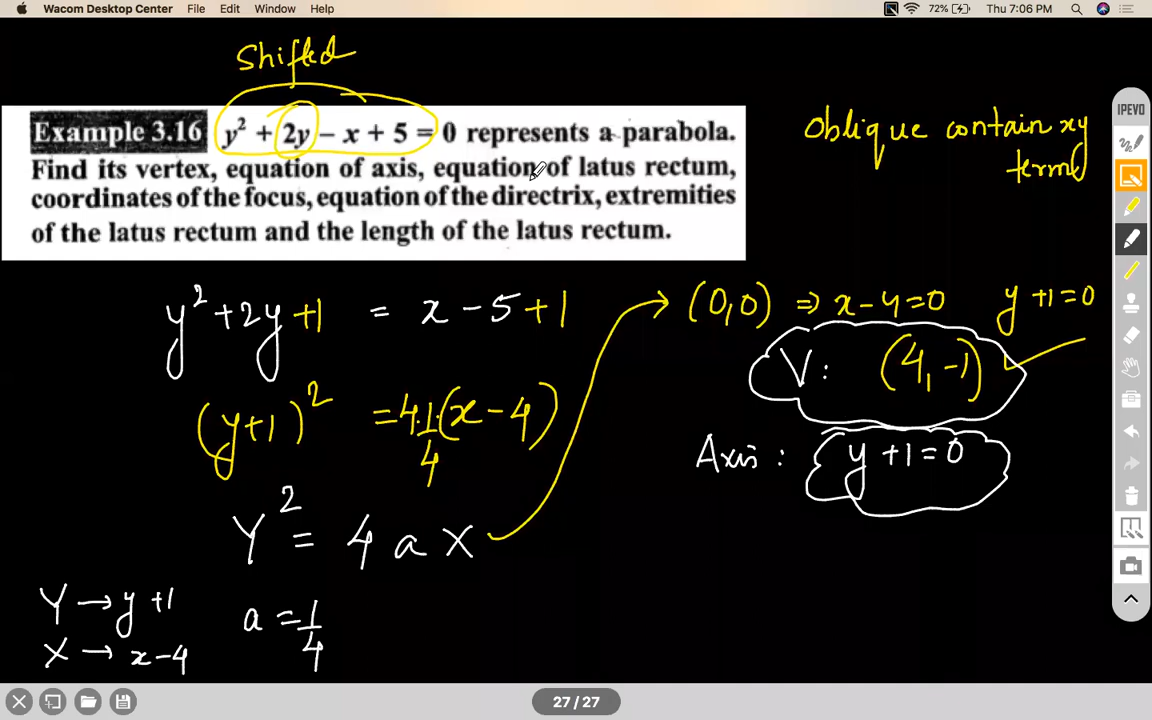 Wacom Desktop Center File Edit Window Help 72% Thu 7:06 PM
Shifted
Example 3.16 y² + 2y – x + 5 = 0 represents a parabola.
Find its vertex, equation of axis, equation of latus rectum,
coordinates of the focus, equation of the directrix, extremities
of the latus rectum and the length of the latus rectum.
Oblique contain xy
term
IPEVO
y² + 2y + 1 = x - 5 + 1
(y+1)² = 4·1/4·(x - 4)
Y² = 4 a X
Y → y + 1
X → x - 4
a = 1/4
(0,0) ⇒ x - 4 = 0 y + 1 = 0
V: (4, -1)
Axis: y + 1 = 0
27 / 27